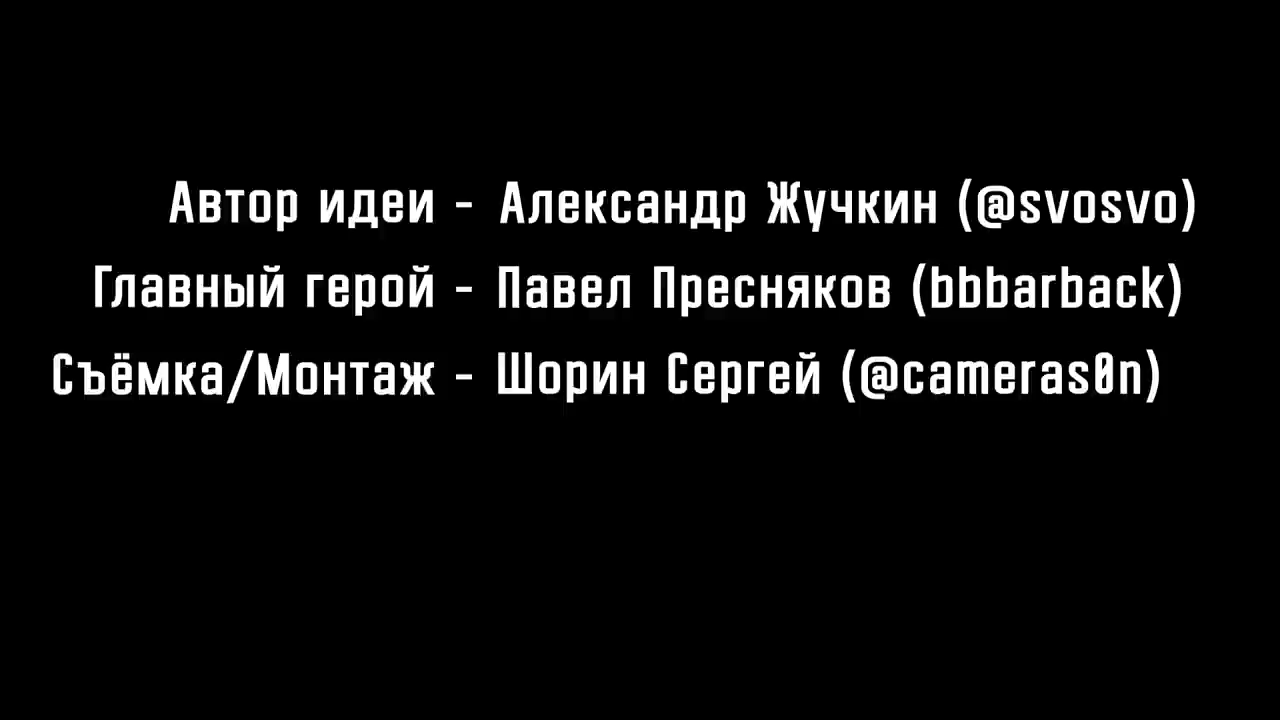 Автор идеи - Александр Жучкин (@svosvo)
Главный герой - Павел Пресняков (bbbarback)
Съёмка/Монтаж - Шорин Сергей (@cameras0n)